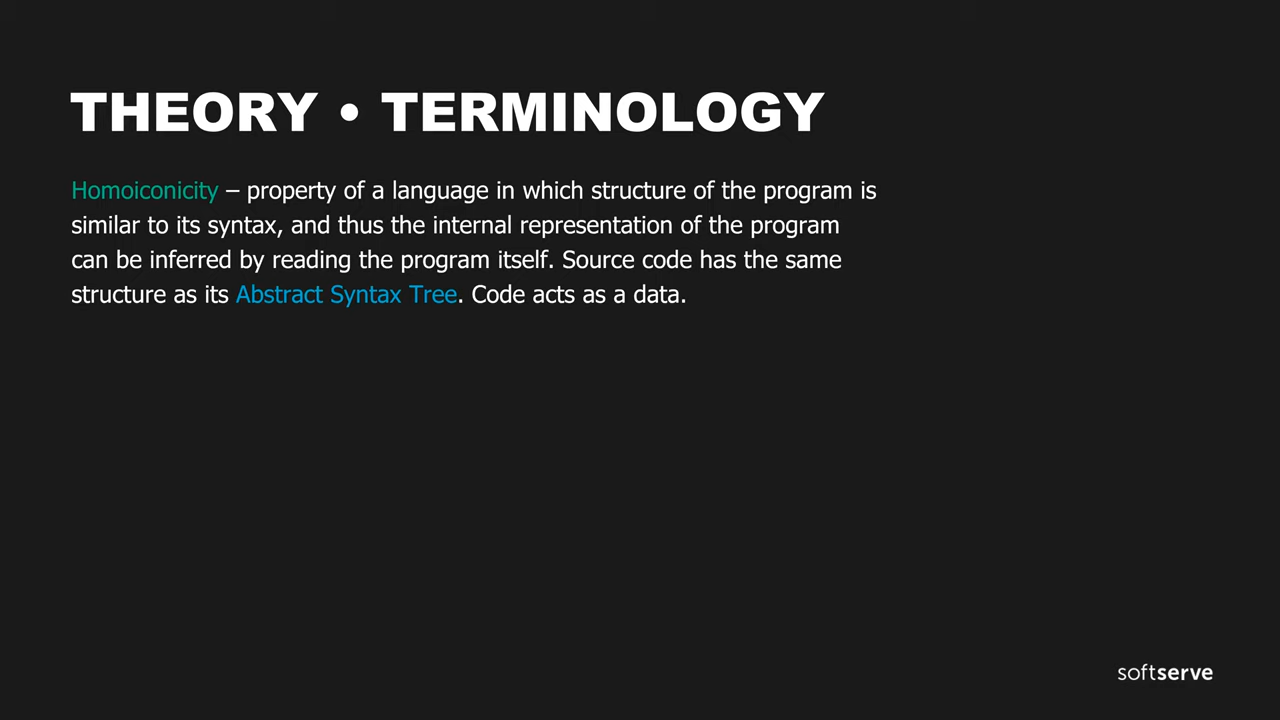 THEORY • TERMINOLOGY
Homoiconicity – property of a language in which structure of the program is
similar to its syntax, and thus the internal representation of the program
can be inferred by reading the program itself. Source code has the same
structure as its Abstract Syntax Tree. Code acts as a data.
softserve